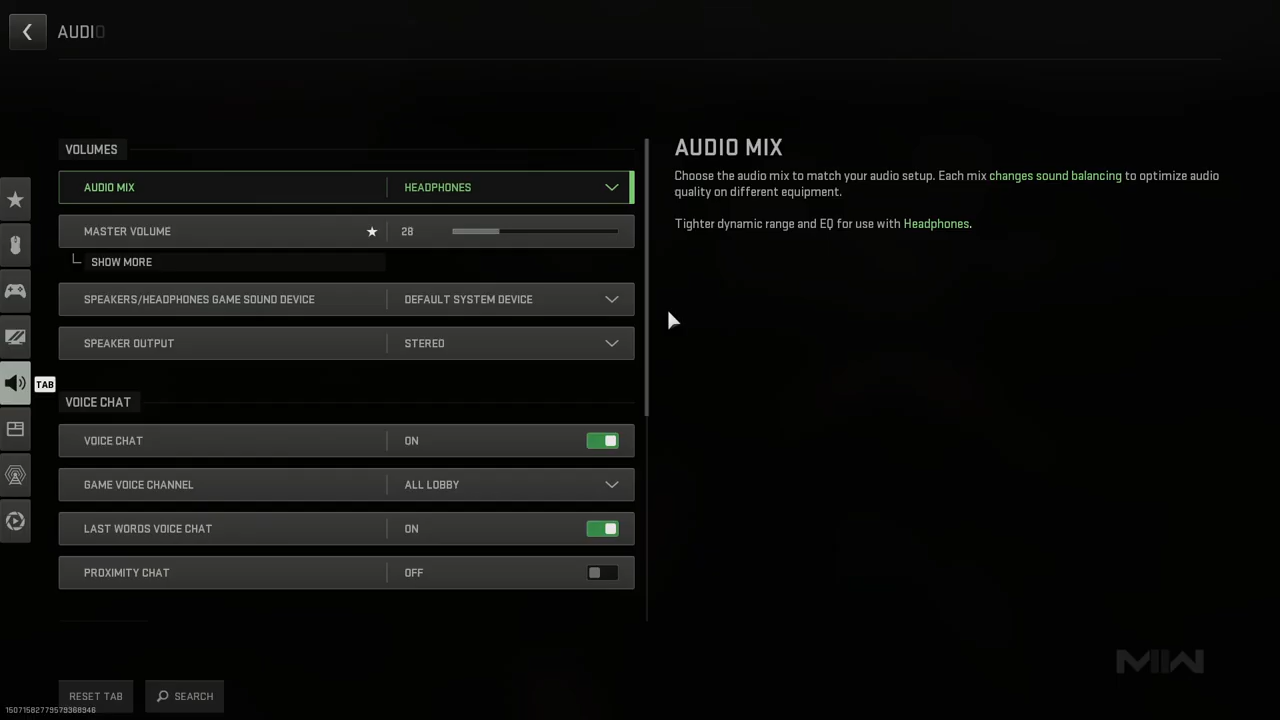 AUDIO
VOLUMES
AUDIO MIX HEADPHONES
MASTER VOLUME 28
SHOW MORE
SPEAKERS/HEADPHONES GAME SOUND DEVICE DEFAULT SYSTEM DEVICE
SPEAKER OUTPUT STEREO
TAB
VOICE CHAT
VOICE CHAT ON
GAME VOICE CHANNEL ALL LOBBY
LAST WORDS VOICE CHAT ON
PROXIMITY CHAT OFF
AUDIO MIX
Choose the audio mix to match your audio setup. Each mix changes sound balancing to optimize audio
quality on different equipment.
Tighter dynamic range and EQ for use with Headphones.
MW
RESET TAB SEARCH
15071582779579368946